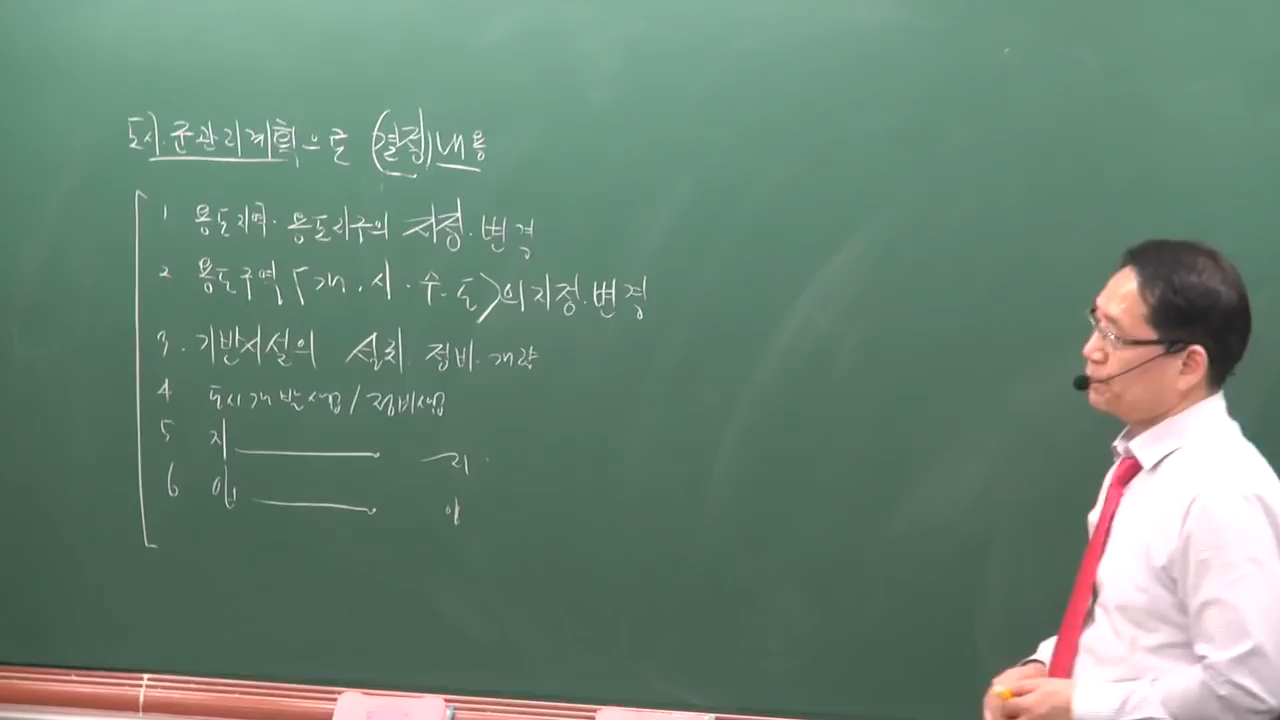 도시.군관리계획으로 (결정)내용
1 용도지역.용도지구의 지정.변경
2 용도구역(개.시.수.도)의 지정.변경
3. 기반시설의 설치.정비.개량
4 도시개발사업/정비사업
5 지
6 입